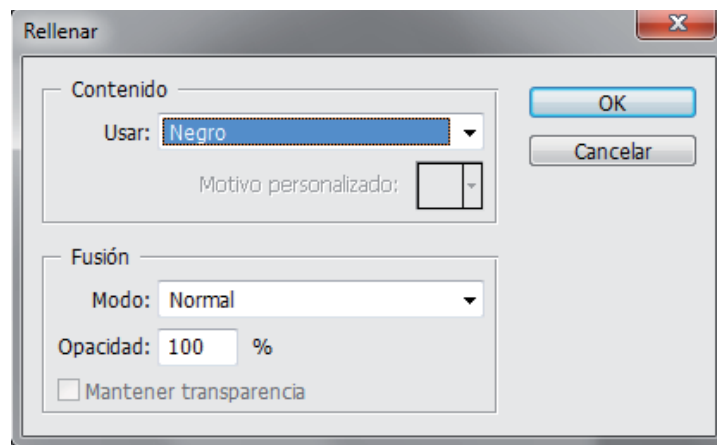 Rellenar
Contenido
OK
Usar: Negro
Cancelar
Motivo personalizado:
Fusión
Modo: Normal
Opacidad: 100 %
Mantener transparencia